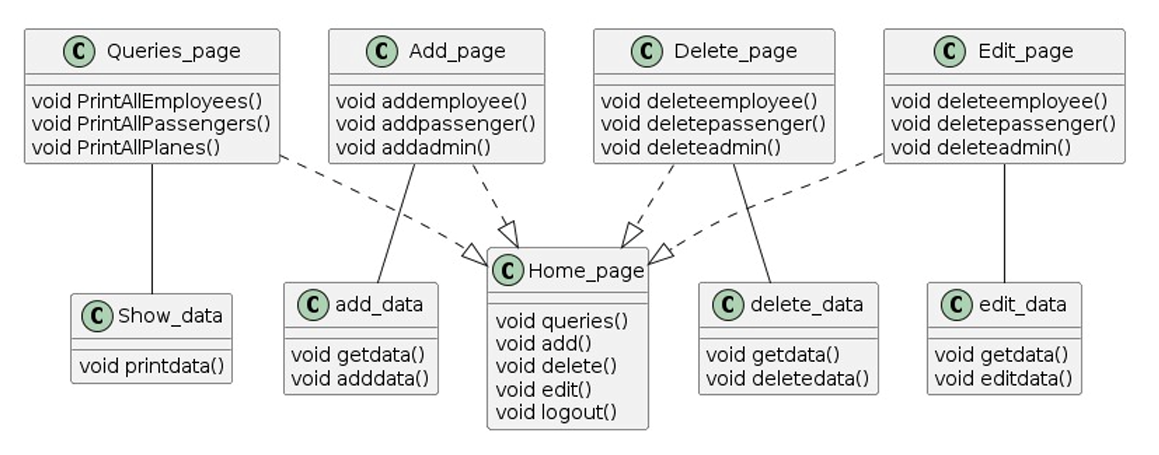 C Queries_page
void PrintAllEmployees()
void PrintAllPassengers()
void PrintAllPlanes()
C Add_page
void addemployee()
void addpassenger()
void addadmin()
C Delete_page
void deleteemployee()
void deletepassenger()
void deleteadmin()
C Edit_page
void deleteemployee()
void deletepassenger()
void deleteadmin()
C Show_data
void printdata()
C add_data
void getdata()
void adddata()
C Home_page
void queries()
void add()
void delete()
void edit()
void logout()
C delete_data
void getdata()
void deletedata()
C edit_data
void getdata()
void editdata()